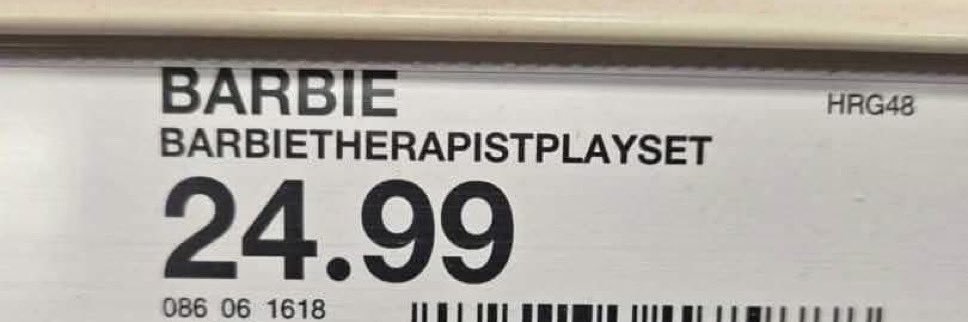 BARBIE
HRG48
BARBIETHERAPISTPLAYSET
24.99
086 06 1618